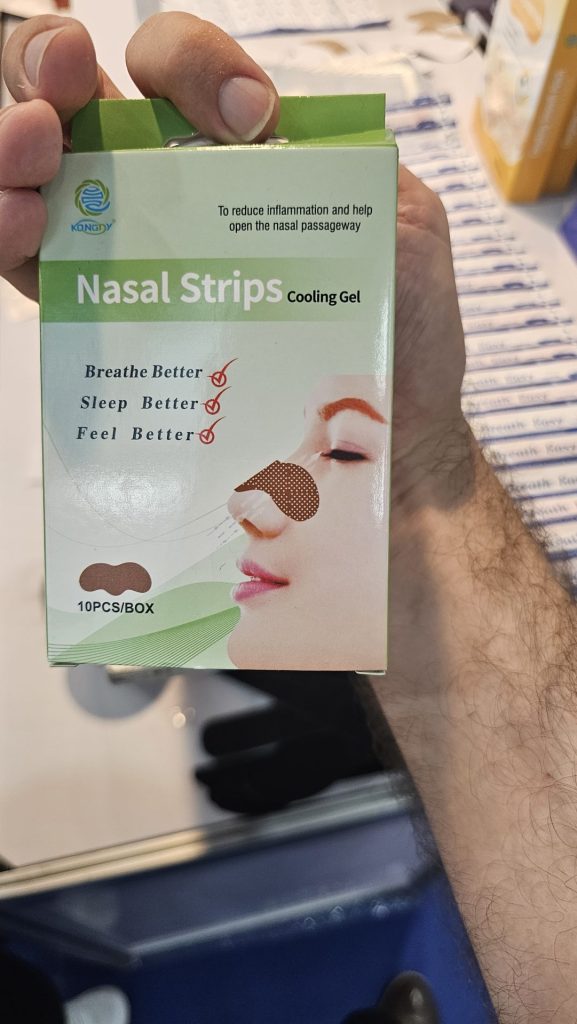 KONGDY
To reduce inflammation and help
open the nasal passageway
Nasal Strips Cooling Gel
Breathe Better
Sleep Better
Feel Better
10PCS/BOX